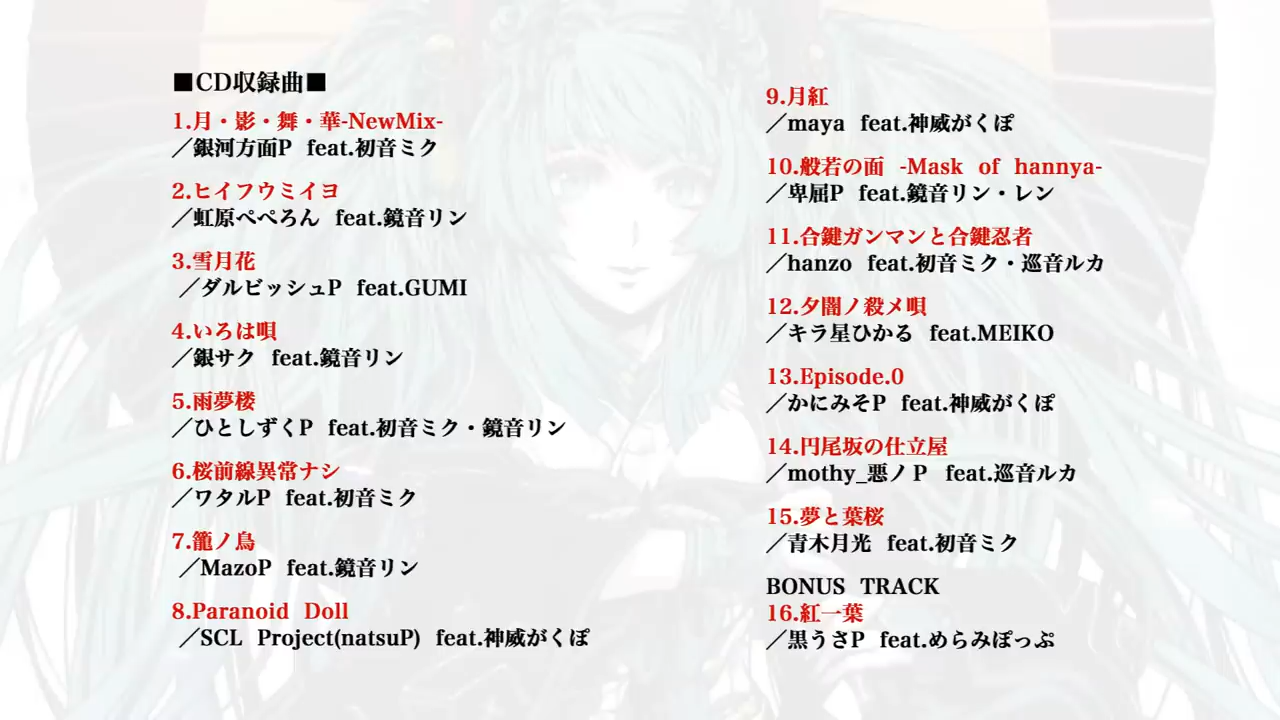 ■CD収録曲■
1.月・影・舞・華-NewMix-
／銀河方面P feat.初音ミク
2.ヒイフウミイヨ
／虹原ぺぺろん feat.鏡音リン
3.雪月花
／ダルビッシュP feat.GUMI
4.いろは唄
／銀サク feat.鏡音リン
5.雨夢楼
／ひとしずくP feat.初音ミク・鏡音リン
6.桜前線異常ナシ
／ワタルP feat.初音ミク
7.籠ノ鳥
／MazoP feat.鏡音リン
8.Paranoid Doll
／SCL Project(natsuP) feat.神威がくぽ
9.月紅
／maya feat.神威がくぽ
10.般若の面 -Mask of hannya-
／卑屈P feat.鏡音リン・レン
11.合鍵ガンマンと合鍵忍者
／hanzo feat.初音ミク・巡音ルカ
12.夕闇ノ殺メ唄
／キラ星ひかる feat.MEIKO
13.Episode.0
／かにみそP feat.神威がくぽ
14.円尾坂の仕立屋
／mothy_悪ノP feat.巡音ルカ
15.夢と葉桜
／青木月光 feat.初音ミク
BONUS TRACK
16.紅一葉
／黒うさP feat.めらみぽっぷ